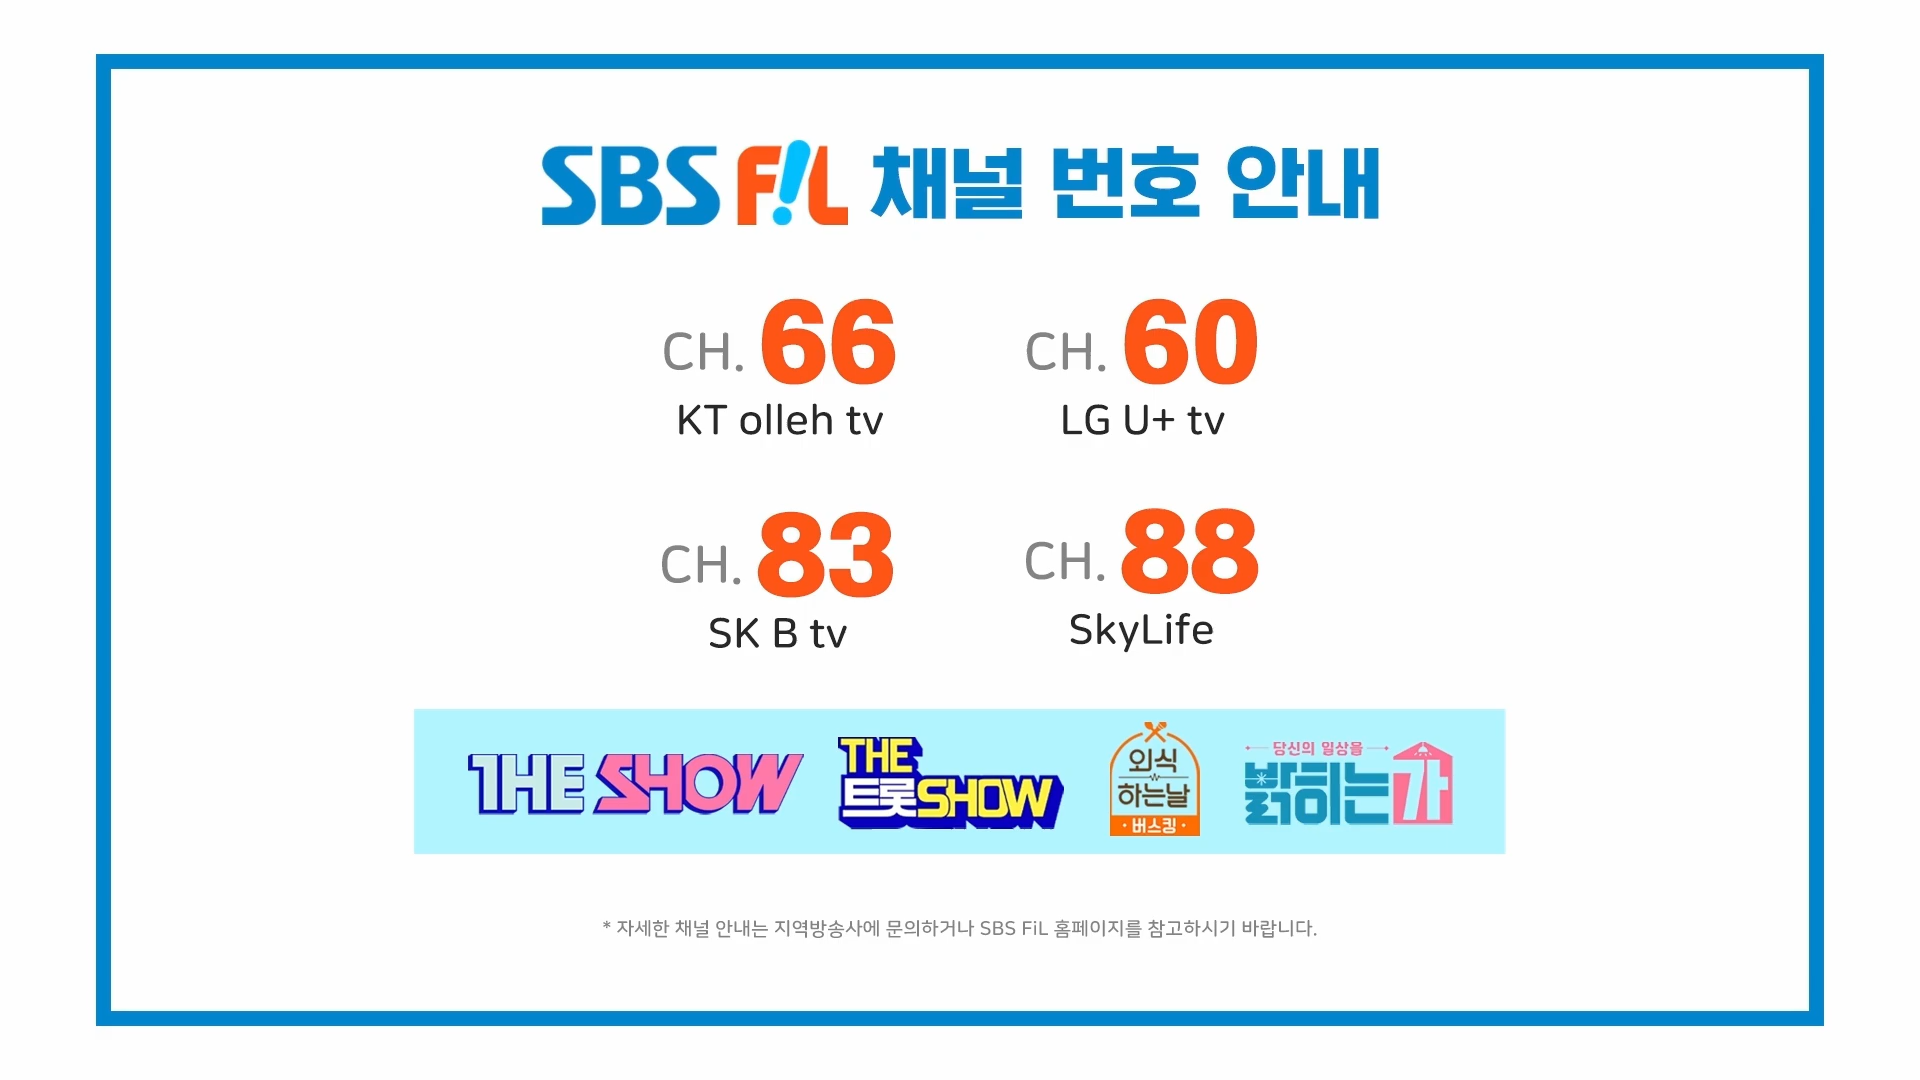 SBS F!L 채널 번호 안내
CH. 66
KT olleh tv
CH. 60
LG U+ tv
CH. 83
SK B tv
CH. 88
SkyLife
THE SHOW
THE
트롯SHOW
외식
하는날
·버스킹·
당신의 일상을
밝히는가
* 자세한 채널 안내는 지역방송사에 문의하거나 SBS FiL 홈페이지를 참고하시기 바랍니다.